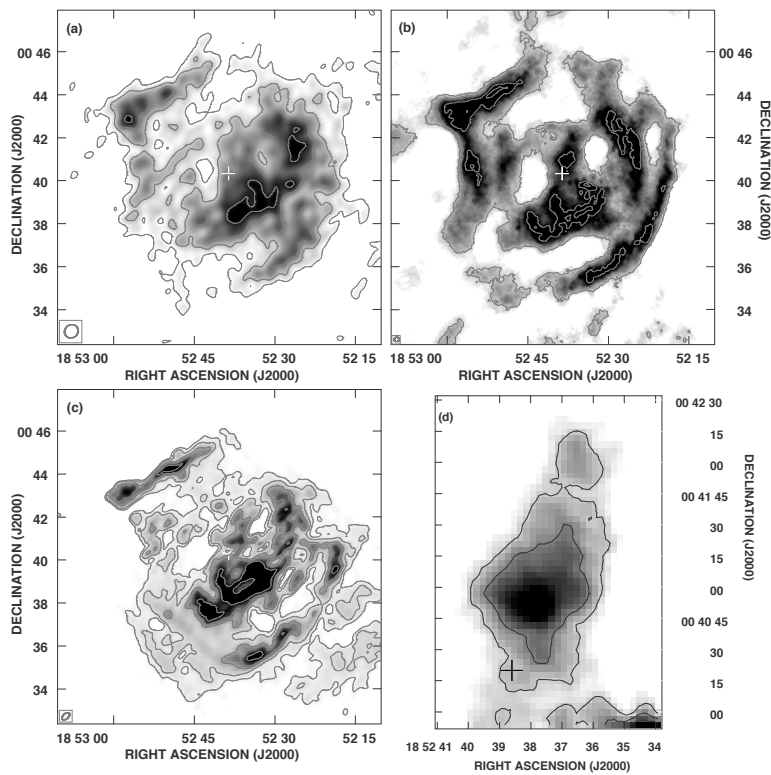 (a)
00 46
44
42
40
38
36
34
DECLINATION (J2000)
18 53 00
52 45
52 30
52 15
RIGHT ASCENSION (J2000)
(b)
00 46
44
42
40
38
36
34
DECLINATION (J2000)
18 53 00
52 45
52 30
52 15
RIGHT ASCENSION (J2000)
(c)
00 46
44
42
40
38
36
34
DECLINATION (J2000)
18 53 00
52 45
52 30
52 15
RIGHT ASCENSION (J2000)
(d)
00 42 30
15
00
00 41 45
30
15
00
00 40 45
30
15
00
DECLINATION (J2000)
18 52 41
40
39
38
37
36
35
34
RIGHT ASCENSION (J2000)